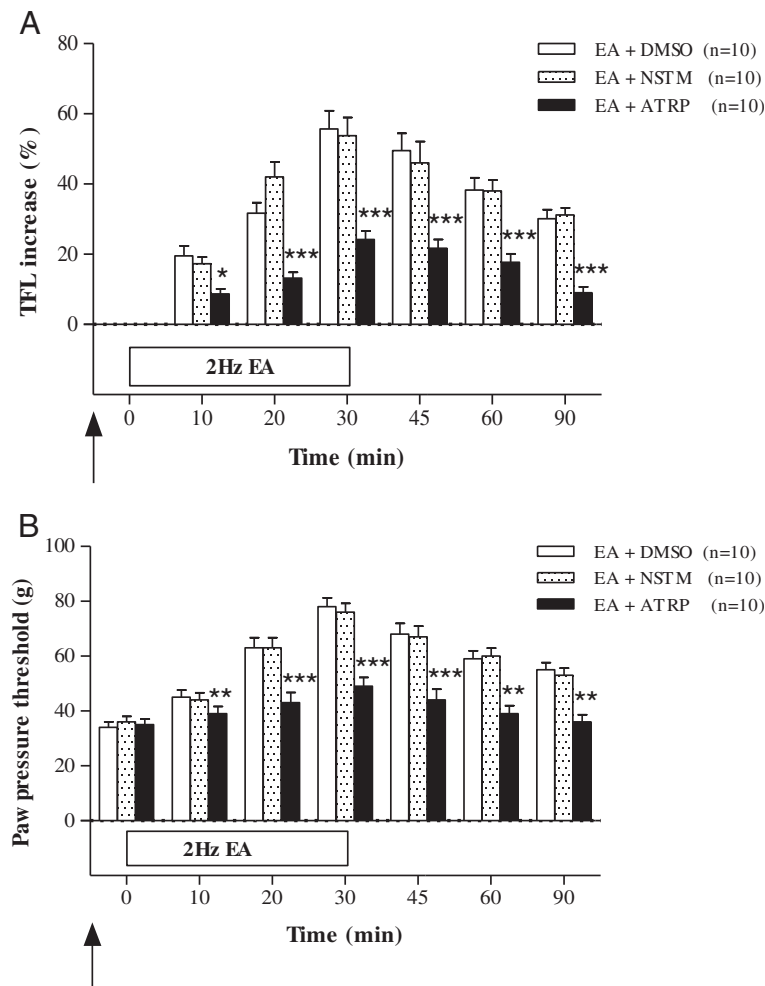 A
TFL increase (%)
80
60
40
20
0
EA + DMSO (n=10)
EA + NSTM (n=10)
EA + ATRP (n=10)
*
***
***
***
***
***
2Hz EA
0 10 20 30 45 60 90
Time (min)
B
Paw pressure threshold (g)
100
80
60
40
20
0
EA + DMSO (n=10)
EA + NSTM (n=10)
EA + ATRP (n=10)
**
***
***
***
**
**
2Hz EA
0 10 20 30 45 60 90
Time (min)